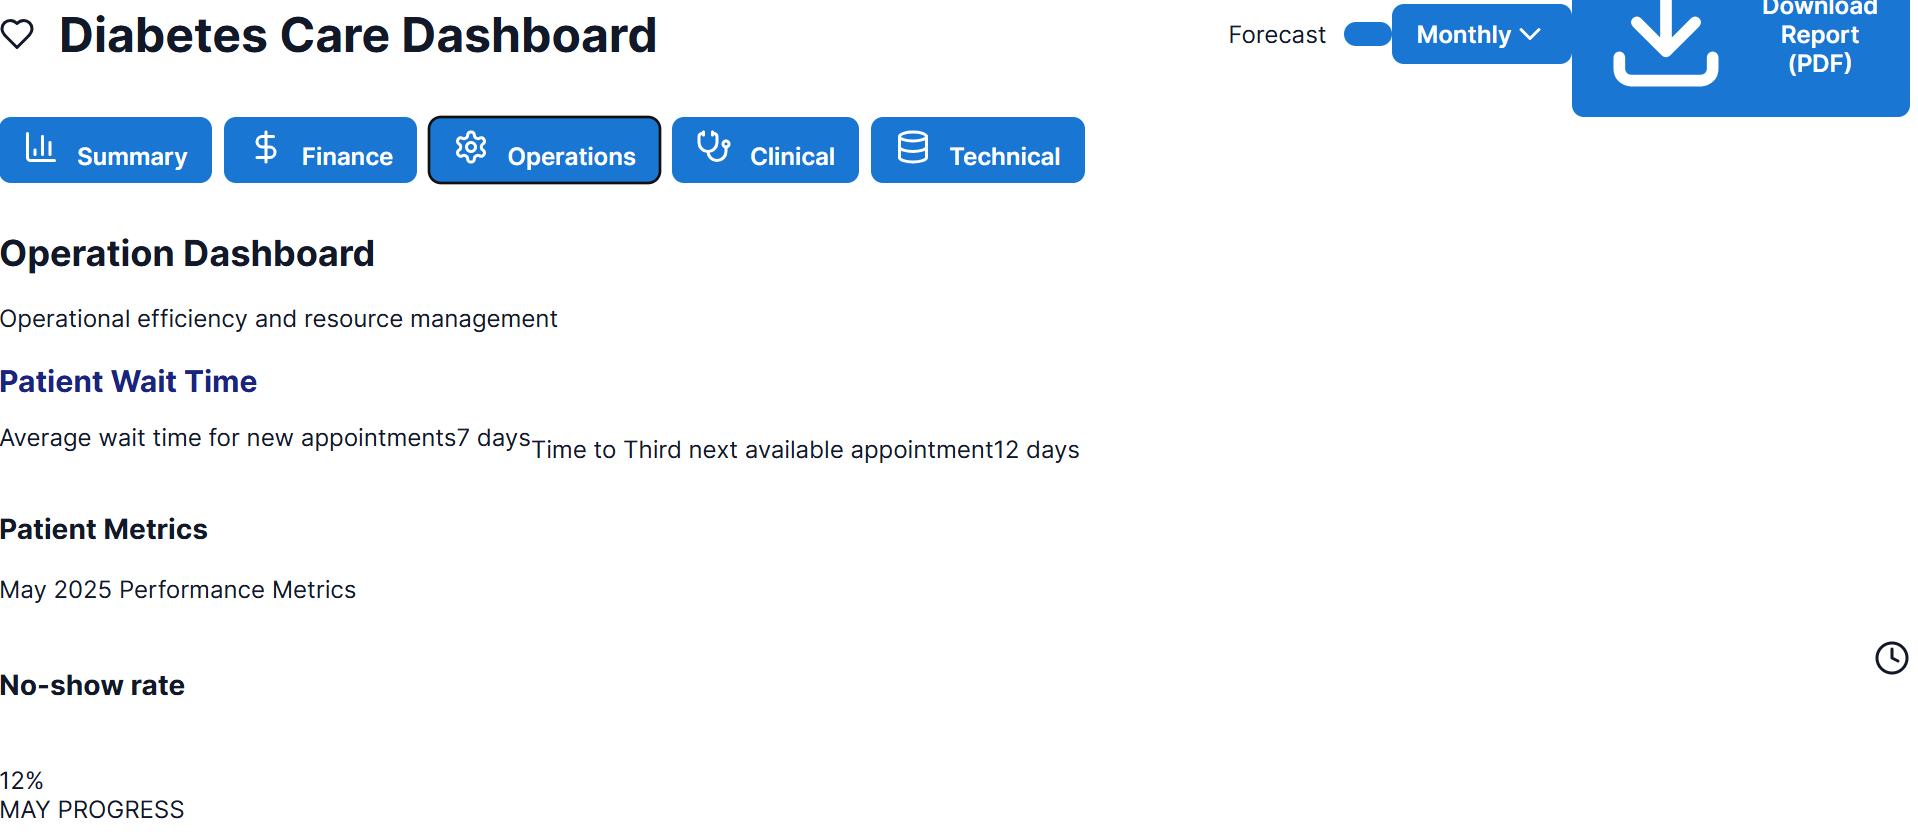 Diabetes Care Dashboard
Forecast
Monthly
Download
Report
(PDF)
Summary
Finance
Operations
Clinical
Technical
Operation Dashboard
Operational efficiency and resource management
Patient Wait Time
Average wait time for new appointments7 days
Time to Third next available appointment12 days
Patient Metrics
May 2025 Performance Metrics
No-show rate
12%
MAY PROGRESS